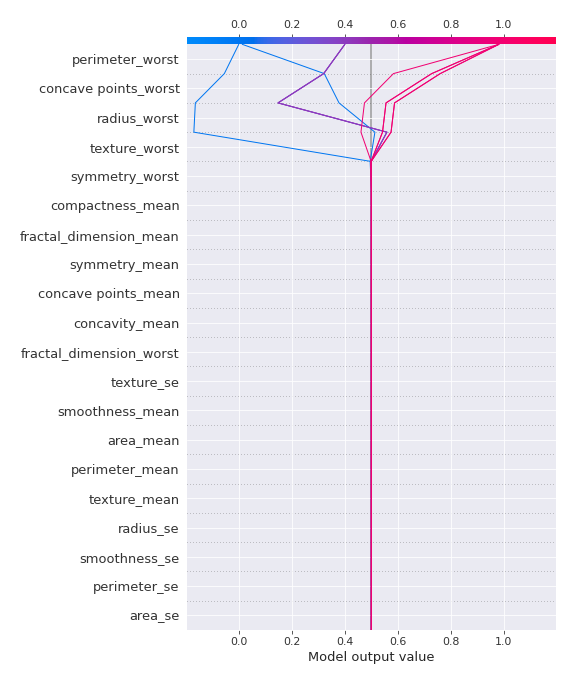 0.0 0.2 0.4 0.6 0.8 1.0
perimeter_worst
concave points_worst
radius_worst
texture_worst
symmetry_worst
compactness_mean
fractal_dimension_mean
symmetry_mean
concave points_mean
concavity_mean
fractal_dimension_worst
texture_se
smoothness_mean
area_mean
perimeter_mean
texture_mean
radius_se
smoothness_se
perimeter_se
area_se
0.0 0.2 0.4 0.6 0.8 1.0
Model output value